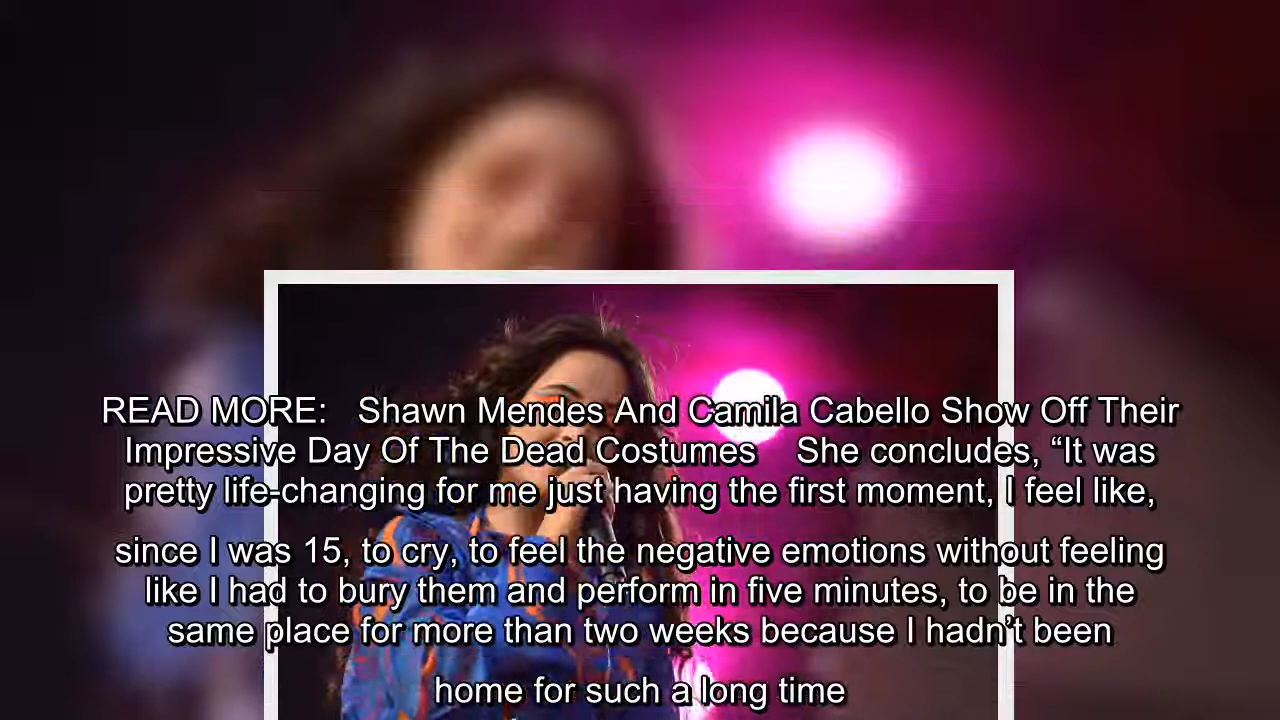 READ MORE:   Shawn Mendes And Camila Cabello Show Off Their
Impressive Day Of The Dead Costumes    She concludes, “It was
pretty life-changing for me just having the first moment, I feel like,
since I was 15, to cry, to feel the negative emotions without feeling
like I had to bury them and perform in five minutes, to be in the
same place for more than two weeks because I hadn’t been
home for such a long time